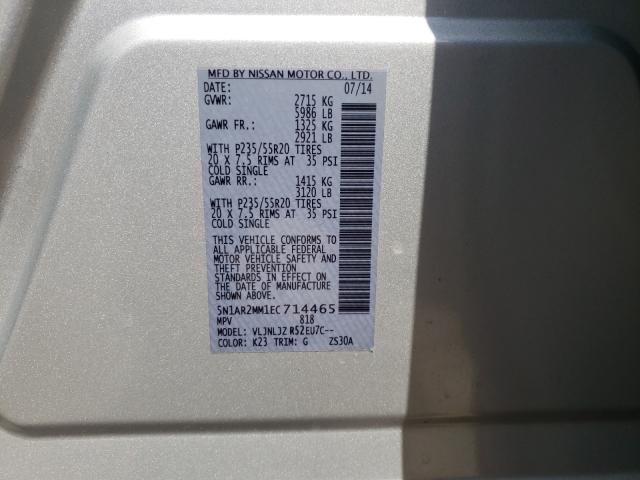 MFD BY NISSAN MOTOR CO., LTD.
DATE: 07/14
GVWR: 2715 KG
5986 LB
GAWR FR.: 1325 KG
2921 LB
WITH P235/55R20 TIRES
20 X 7.5 RIMS AT 35 PSI
COLD SINGLE
GAWR RR.: 1415 KG
3120 LB
WITH P235/55R20 TIRES
20 X 7.5 RIMS AT 35 PSI
COLD SINGLE
THIS VEHICLE CONFORMS TO
ALL APPLICABLE FEDERAL
MOTOR VEHICLE SAFETY AND
THEFT PREVENTION
STANDARDS IN EFFECT ON
THE DATE OF MANUFACTURE
SHOWN ABOVE.
5N1AR2MM1EC714465
MPV 818
MODEL: VLJNLJZ R52EU7C--
COLOR: K23 TRIM: G ZS30A